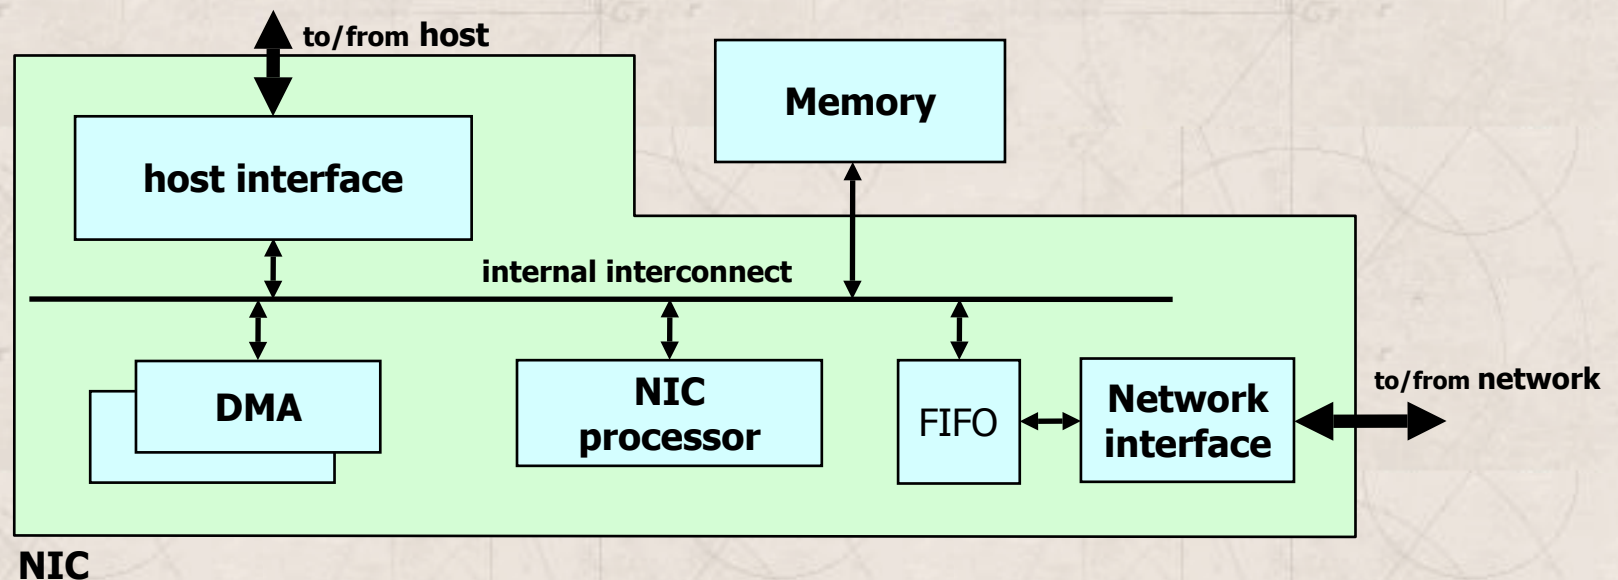 to/from host
Memory
host interface
internal interconnect
DMA
NIC
processor
FIFO
Network
interface
to/from network
NIC